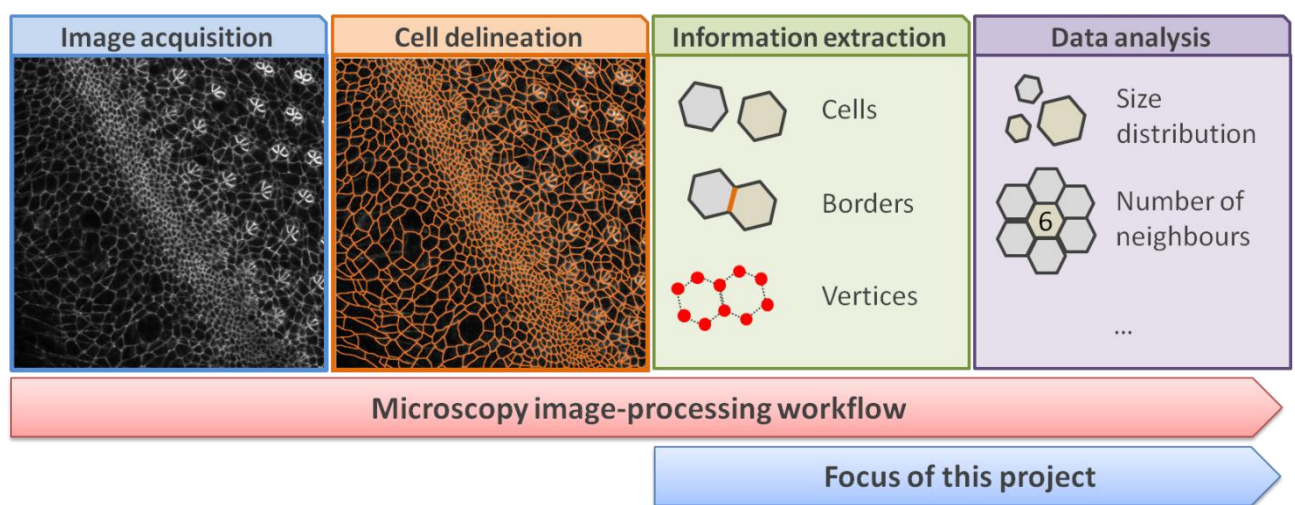 Image acquisition
Cell delineation
Information extraction
Data analysis
Cells
Borders
Vertices
Size
distribution
6
Number of
neighbours
...
Microscopy image-processing workflow
Focus of this project